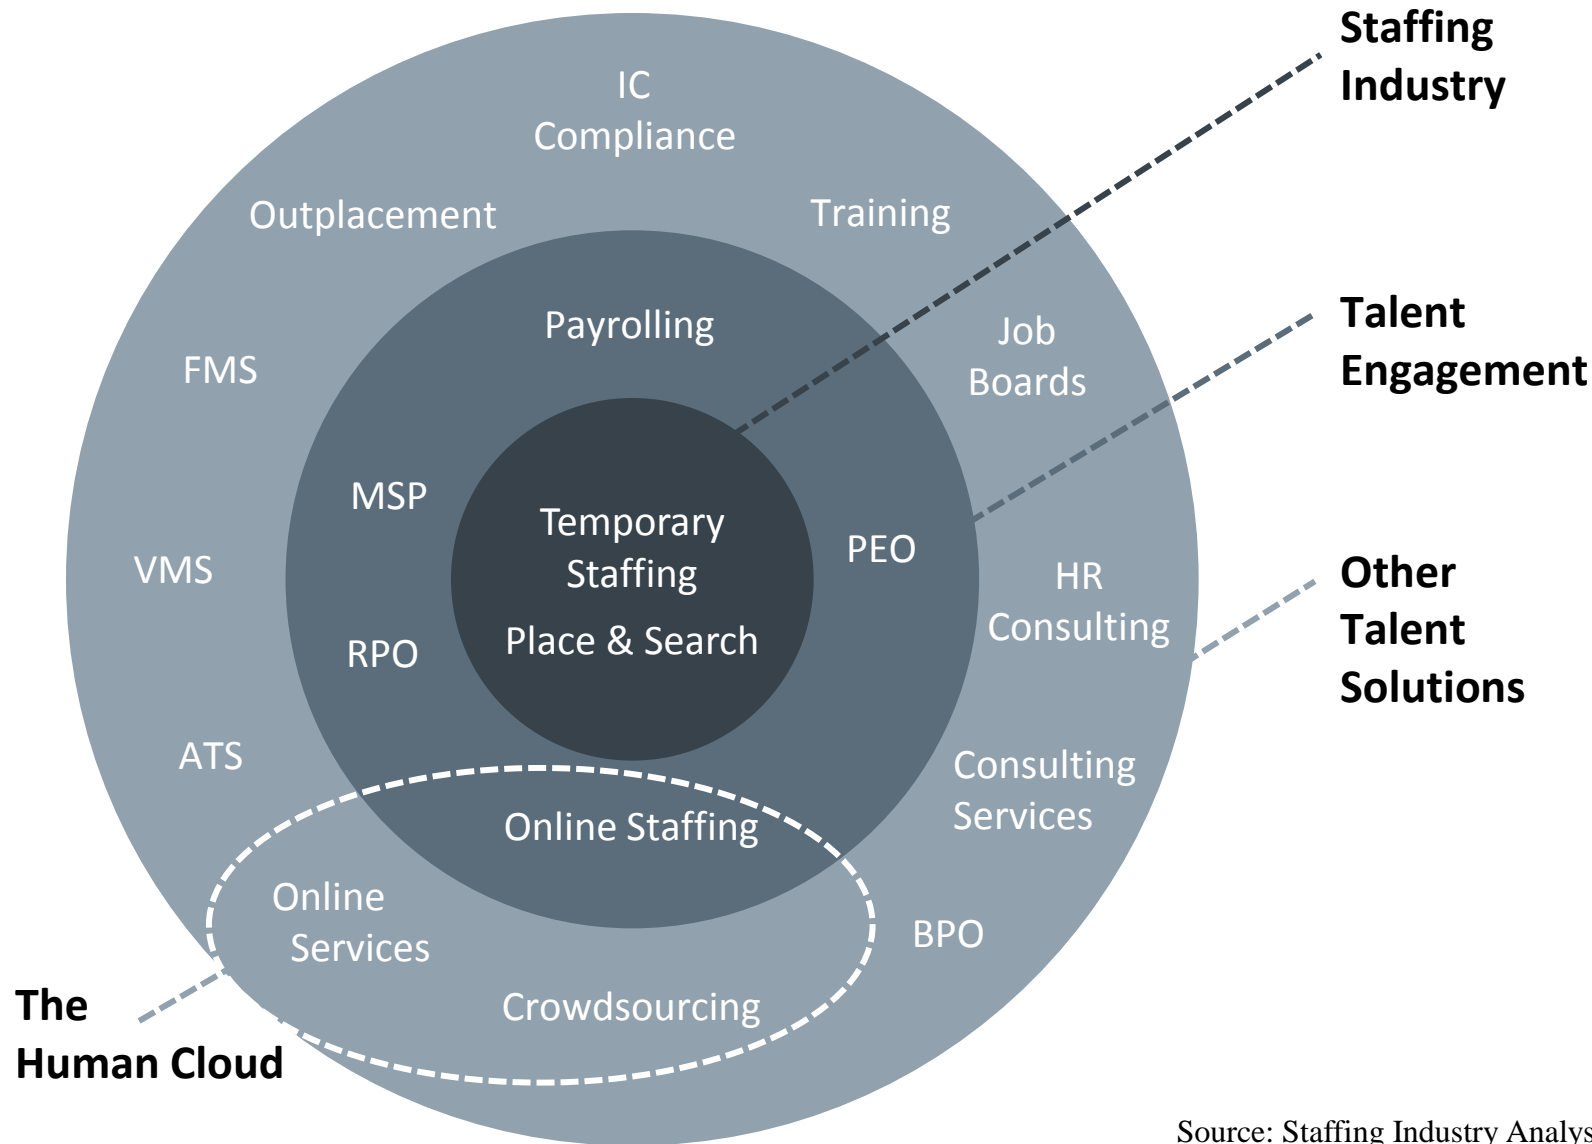 Staffing
Industry
IC
Compliance
Outplacement
Training
Talent
Engagement
Payrolling
Job
Boards
FMS
MSP
Temporary
Staffing
PEO
VMS
HR
Consulting
Other
Talent
Solutions
RPO
Place & Search
ATS
Consulting
Services
Online Staffing
Online
Services
BPO
Crowdsourcing
The
Human Cloud
Source: Staffing Industry Analys